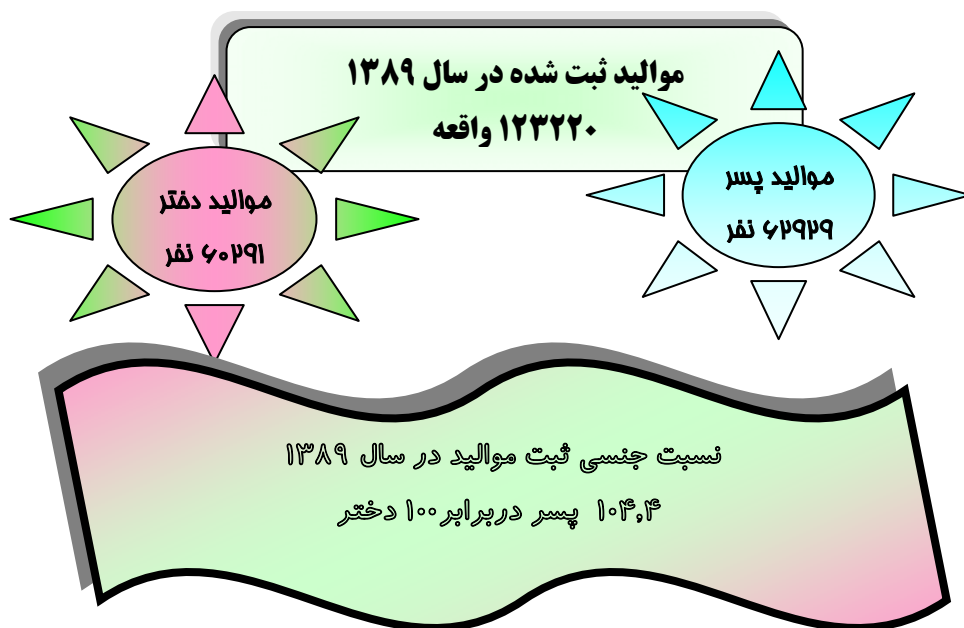 موالید ثبت شده در سال ۱۳۸۹
۱۲۳۲۲۰ واقعه
موالید پسر
۶۲۹۲۹ نفر
موالید دختر
۶۰۲۹۱ نفر
نسبت جنسی ثبت موالید در سال ۱۳۸۹
۱۰۴,۴ پسر دربرابر ۱۰۰ دختر